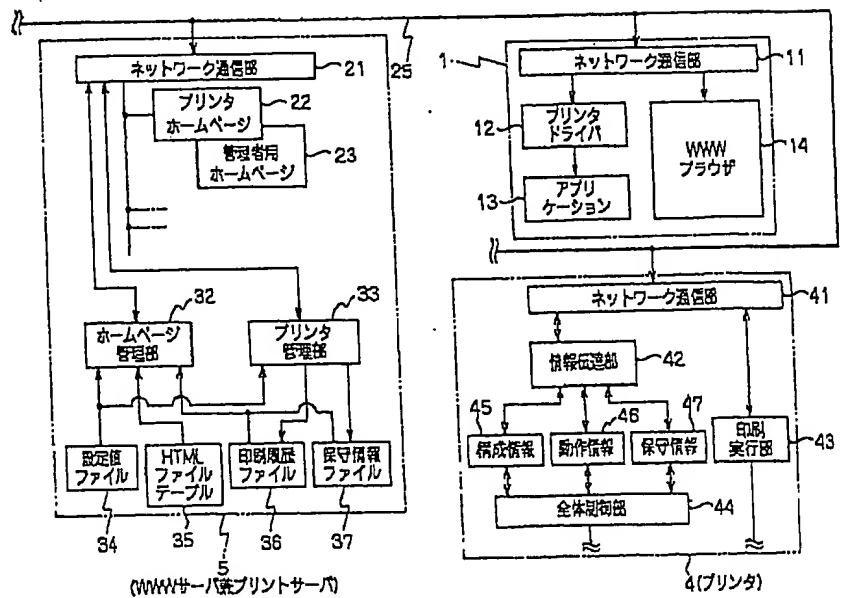 25
ネットワーク通信部
21
プリンタ
ホームページ
22
管理者用
ホームページ
23
32
ホームページ
管理部
33
プリンタ
管理部
設定値
ファイル
34
HTML
ファイル
テーブル
35
印刷履歴
ファイル
36
保守情報
ファイル
37
5
(WWWサーバ兼プリントサーバ)
1
ネットワーク通信部
11
12
プリンタ
ドライバ
13
アプリ
ケーション
WWW
ブラウザ
14
ネットワーク通信部
41
情報伝達部
42
45
構成情報
46
動作情報
47
保守情報
印刷
実行部
43
全体制御部
44
4(プリンタ)